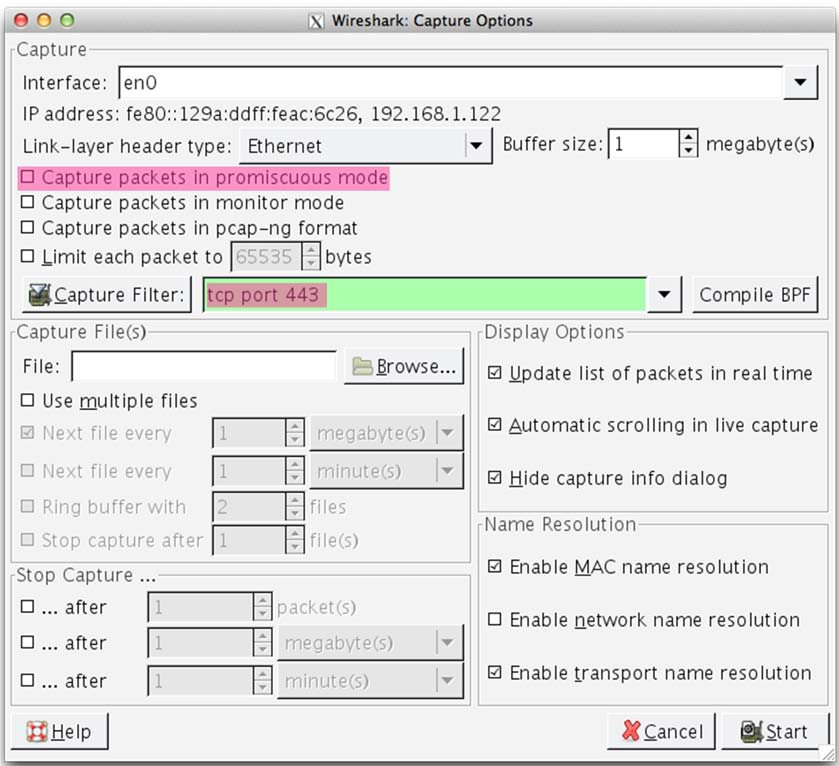 Wireshark: Capture Options
Capture
Interface: en0
IP address: fe80::129a:ddff:feac:6c26, 192.168.1.122
Link-layer header type: Ethernet Buffer size: 1 megabyte(s)
Capture packets in promiscuous mode
Capture packets in monitor mode
Capture packets in pcap-ng format
Limit each packet to 65535 bytes
Capture Filter: tcp port 443 Compile BPF
Capture File(s)
File: Browse...
Use multiple files
Next file every 1 megabyte(s)
Next file every 1 minute(s)
Ring buffer with 2 files
Stop capture after 1 file(s)
Stop Capture ...
... after 1 packet(s)
... after 1 megabyte(s)
... after 1 minute(s)
Display Options
Update list of packets in real time
Automatic scrolling in live capture
Hide capture info dialog
Name Resolution
Enable MAC name resolution
Enable network name resolution
Enable transport name resolution
Help Cancel Start